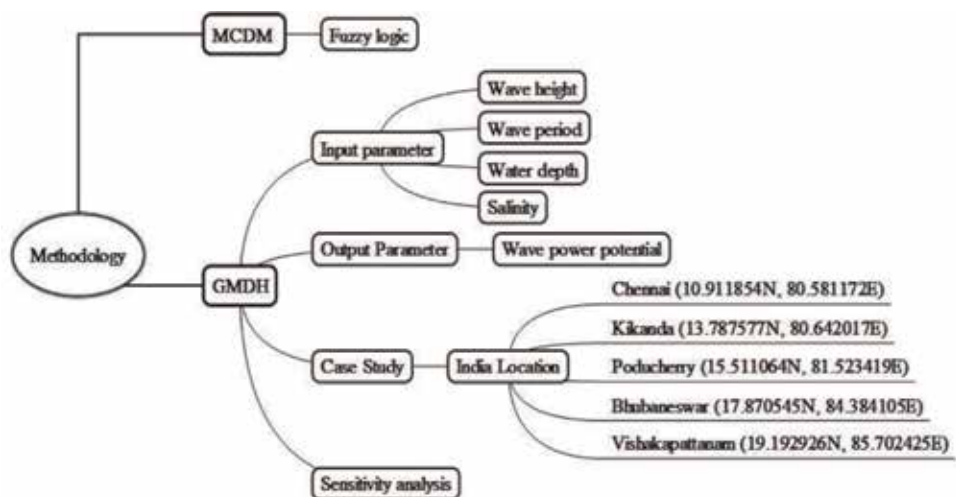 MCDM
Fuzzy logic
Wave height
Wave period
Input parameter
Water depth
Salinity
Methodology
Output Parameter
Wave power potential
GMDH
Chennai (10.911854N, 80.581172E)
Kikanda (13.787577N, 80.642017E)
Case Study
India Location
Poducherry (15.511064N, 81.523419E)
Bhubaneswar (17.870545N, 84.384105E)
Vishakapattanam (19.192926N, 85.702425E)
Sensitivity analysis